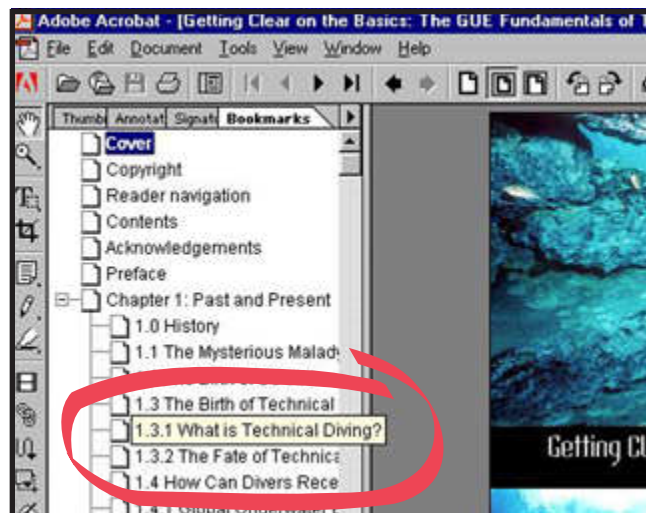 Adobe Acrobat - [Getting Clear on the Basics: The GUE Fundamentals of
File Edit Document Tools View Window Help
Thumb Annotat Signat Bookmarks
Cover
Copyright
Reader navigation
Contents
Acknowledgements
Preface
Chapter 1: Past and Present
1.0 History
1.1 The Mysterious Malady
1.3 The Birth of Technical
1.3.1 What is Technical Diving?
1.3.2 The Fate of Technica
1.4 How Can Divers Rece
Getting Cl